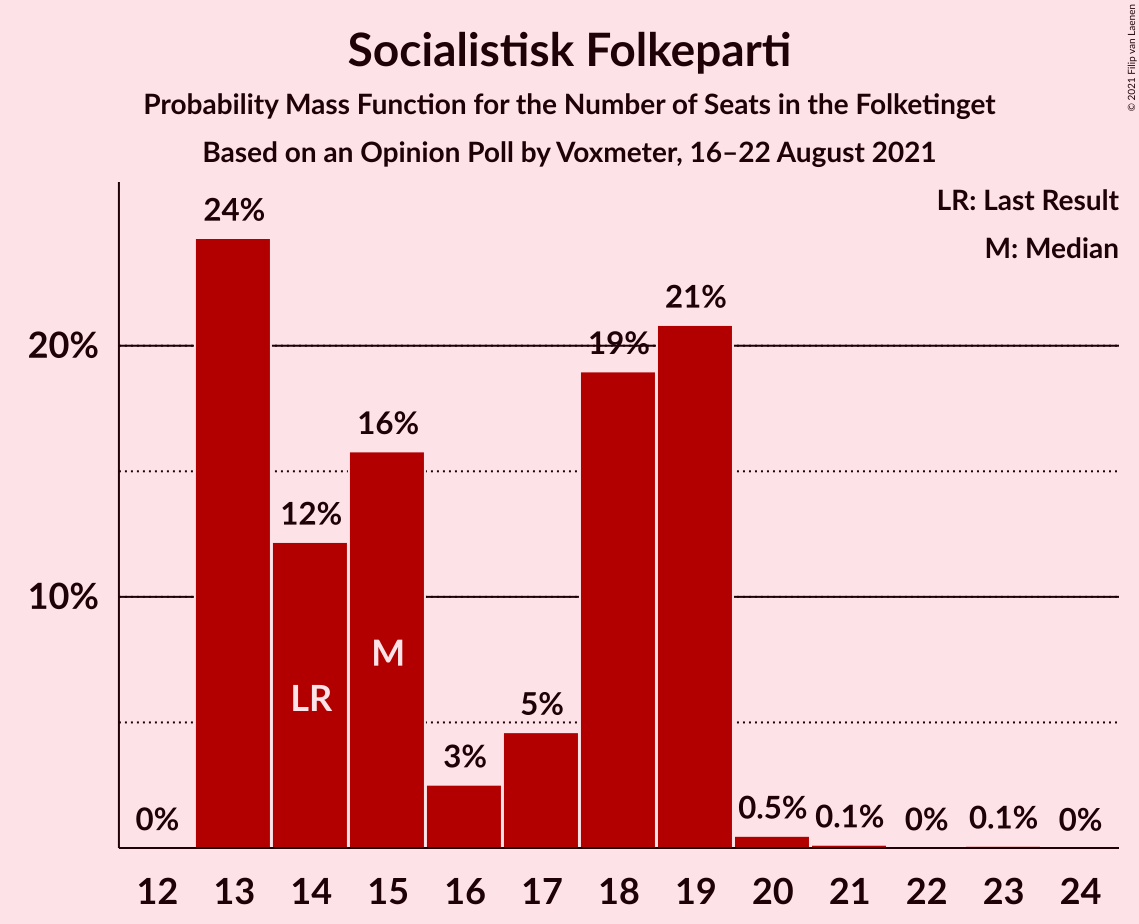 Socialistisk Folkeparti
Probability Mass Function for the Number of Seats in the Folketinget
Based on an Opinion Poll by Voxmeter, 16–22 August 2021
© 2021 Filip van Laenen
LR: Last Result
M: Median
24%
21%
20%
19%
16%
12%
10%
M
LR
5%
3%
0%
0.5%
0.1%
0%
0.1%
0%
12 13 14 15 16 17 18 19 20 21 22 23 24